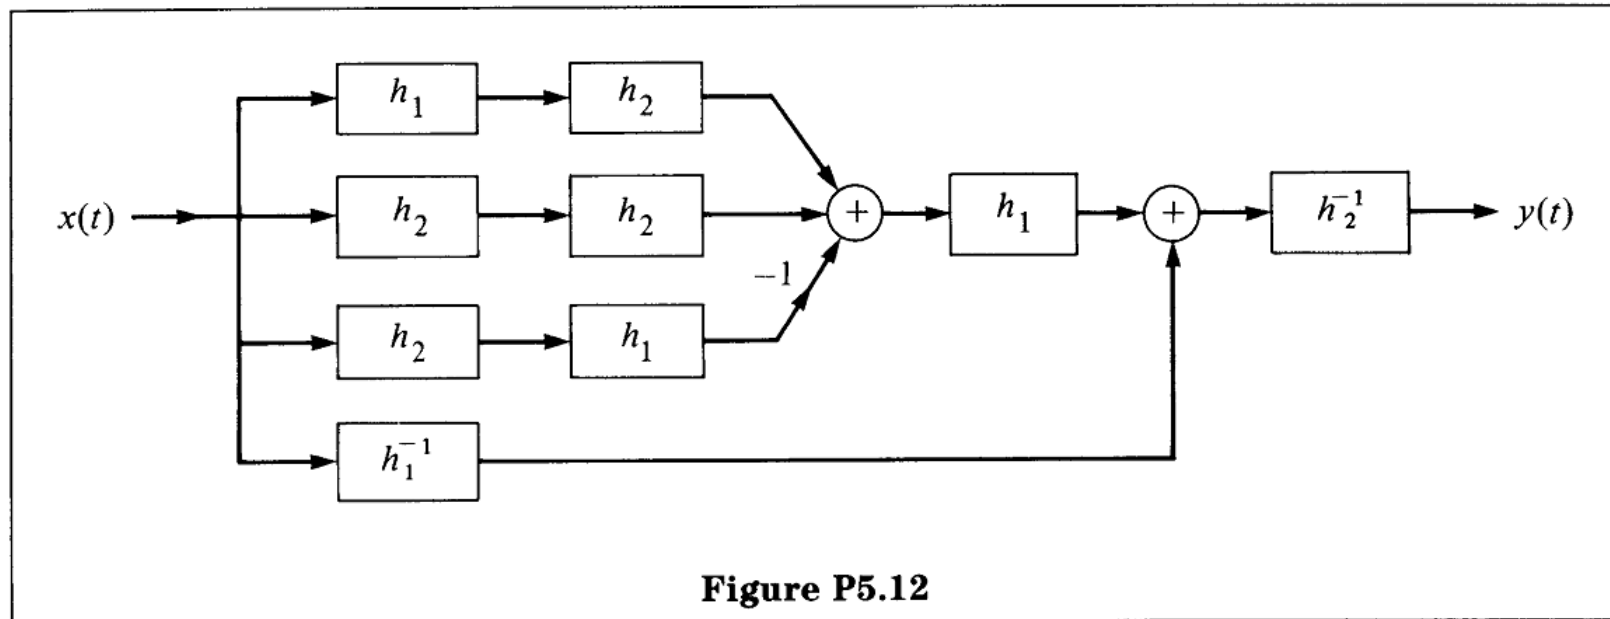 h₁ h₂
x(t) h₂ h₂ + h₁ + h₂⁻¹ y(t)
−1
h₂ h₁
h₁⁻¹
Figure P5.12